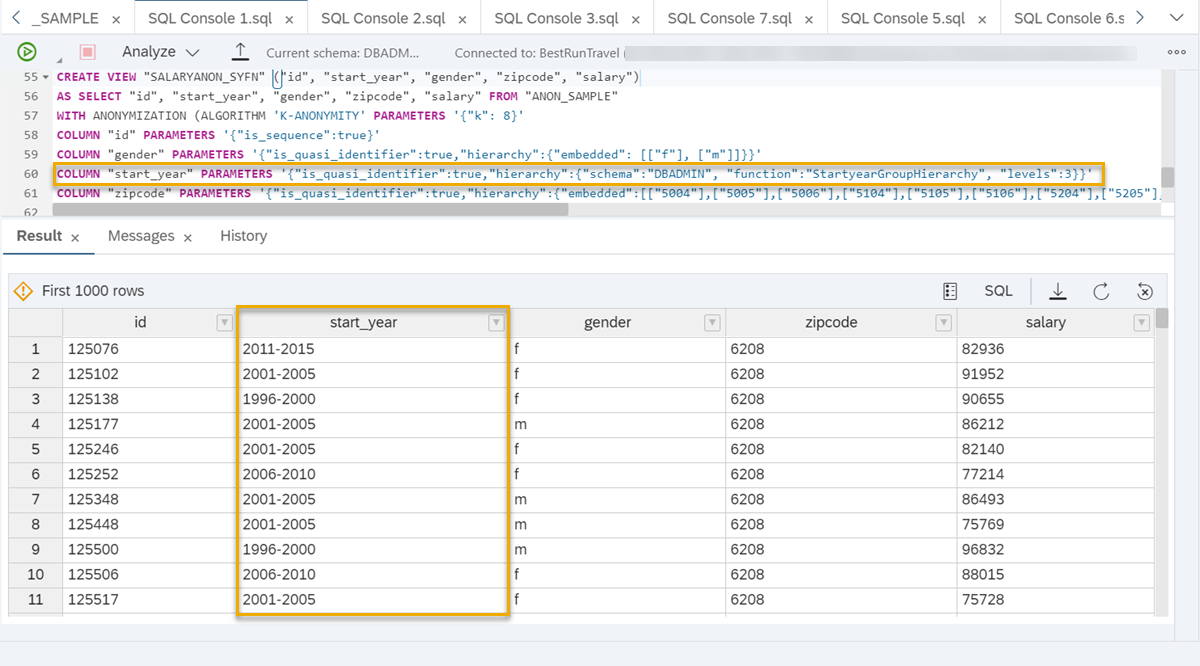 _SAMPLE × SQL Console 1.sql × SQL Console 2.sql × SQL Console 3.sql × SQL Console 7.sql × SQL Console 5.sql × SQL Console 6.s
Analyze Current schema: DBADM... Connected to: BestRunTravel (
55 CREATE VIEW "SALARYANON_SYFN" ("id", "start_year", "gender", "zipcode", "salary")
56 AS SELECT "id", "start_year", "gender", "zipcode", "salary" FROM "ANON_SAMPLE"
57 WITH ANONYMIZATION (ALGORITHM 'K-ANONYMITY' PARAMETERS '{"k": 8}'
58 COLUMN "id" PARAMETERS '{"is_sequence":true}'
59 COLUMN "gender" PARAMETERS '{"is_quasi_identifier":true,"hierarchy":{"embedded": [["f"], ["m"]]}}'
60 COLUMN "start_year" PARAMETERS '{"is_quasi_identifier":true,"hierarchy":{"schema":"DBADMIN", "function":"StartyearGroupHierarchy", "levels":3}}'
61 COLUMN "zipcode" PARAMETERS '{"is_quasi_identifier":true,"hierarchy":{"embedded":[["5004"],["5005"],["5006"],["5104"],["5105"],["5106"],["5204"],["5205"],
62
Result × Messages × History
First 1000 rows SQL
id start_year gender zipcode salary
1 125076 2011-2015 f 6208 82936
2 125102 2001-2005 f 6208 91952
3 125138 1996-2000 f 6208 90655
4 125177 2001-2005 m 6208 86212
5 125246 2001-2005 f 6208 82140
6 125252 2006-2010 f 6208 77214
7 125348 2001-2005 m 6208 86493
8 125448 2001-2005 m 6208 75769
9 125500 1996-2000 m 6208 96832
10 125506 2006-2010 f 6208 88015
11 125517 2001-2005 f 6208 75728